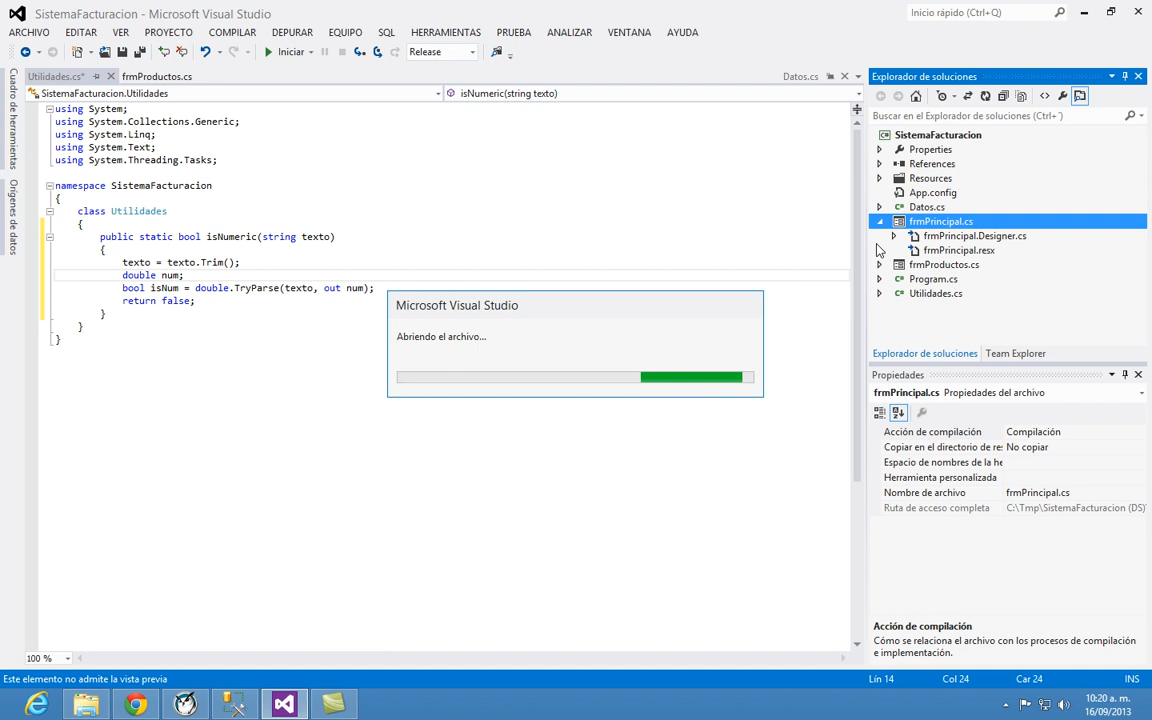 SistemaFacturacion - Microsoft Visual Studio
Inicio rápido (Ctrl+Q)
ARCHIVO EDITAR VER PROYECTO COMPILAR DEPURAR EQUIPO SQL HERRAMIENTAS PRUEBA ANALIZAR VENTANA AYUDA
Iniciar Release
Cuadro de herramientas
Orígenes de datos
Utilidades.cs* frmProductos.cs Datos.cs
SistemaFacturacion.Utilidades isNumeric(string texto)
using System;
using System.Collections.Generic;
using System.Linq;
using System.Text;
using System.Threading.Tasks;
namespace SistemaFacturacion
{
class Utilidades
{
public static bool isNumeric(string texto)
{
texto = texto.Trim();
double num;
bool isNum = double.TryParse(texto, out num);
return false;
}
}
}
Microsoft Visual Studio
Abriendo el archivo...
100 %
Explorador de soluciones
Buscar en el Explorador de soluciones (Ctrl+¨)
SistemaFacturacion
Properties
References
Resources
App.config
Datos.cs
frmPrincipal.cs
frmPrincipal.Designer.cs
frmPrincipal.resx
frmProductos.cs
Program.cs
Utilidades.cs
Explorador de soluciones Team Explorer
Propiedades
frmPrincipal.cs Propiedades del archivo
Acción de compilación Compilación
Copiar en el directorio de res No copiar
Espacio de nombres de la he
Herramienta personalizada
Nombre de archivo frmPrincipal.cs
Ruta de acceso completa C:\Tmp\SistemaFacturacion (DS)\
Acción de compilación
Cómo se relaciona el archivo con los procesos de compilación
e implementación.
Este elemento no admite la vista previa Lín 14 Col 24 Car 24 INS
10:20 a. m.
16/09/2013